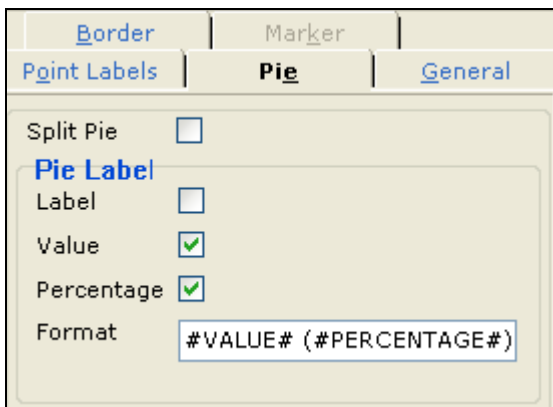 Border Marker
Point Labels Pie General
Split Pie
Pie Label
Label
Value
Percentage
Format #VALUE# (#PERCENTAGE#)